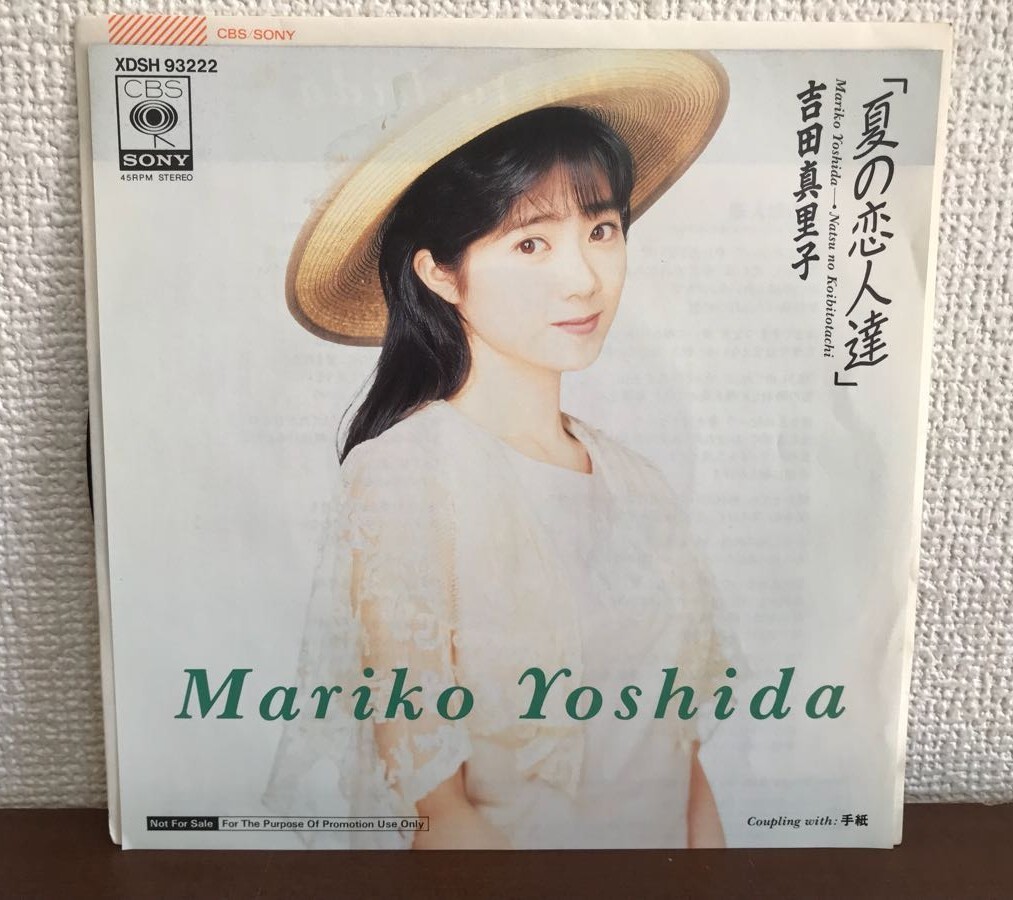 CBS/SONY
XDSH 93222
CBS
SONY
45RPM STEREO
「夏の恋人達」
Mariko Yoshida—•Natsu no Koibitotachi
吉田真里子
Mariko Yoshida
Not For Sale For The Purpose Of Promotion Use Only
Coupling with: 手紙